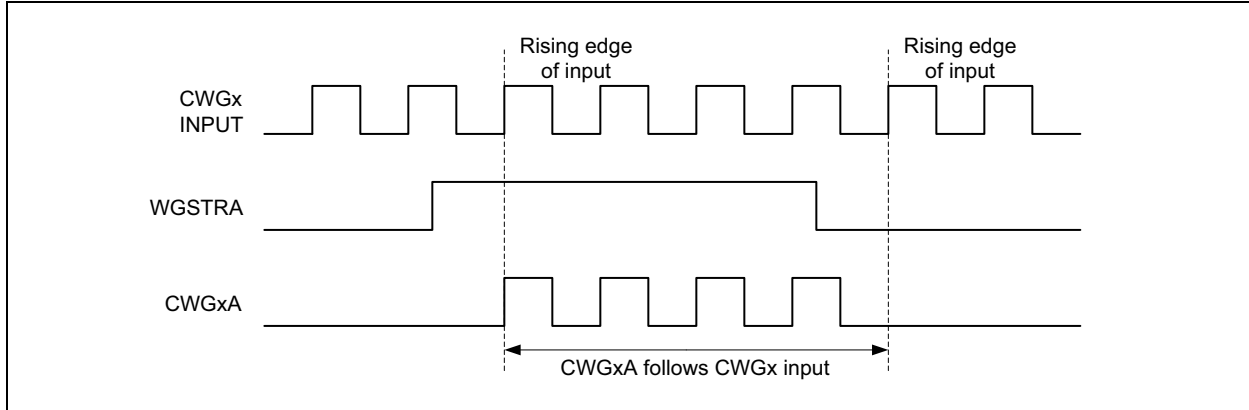 Rising edge
of input
Rising edge
of input
CWGx
INPUT
WGSTRA
CWGxA
CWGxA follows CWGx input